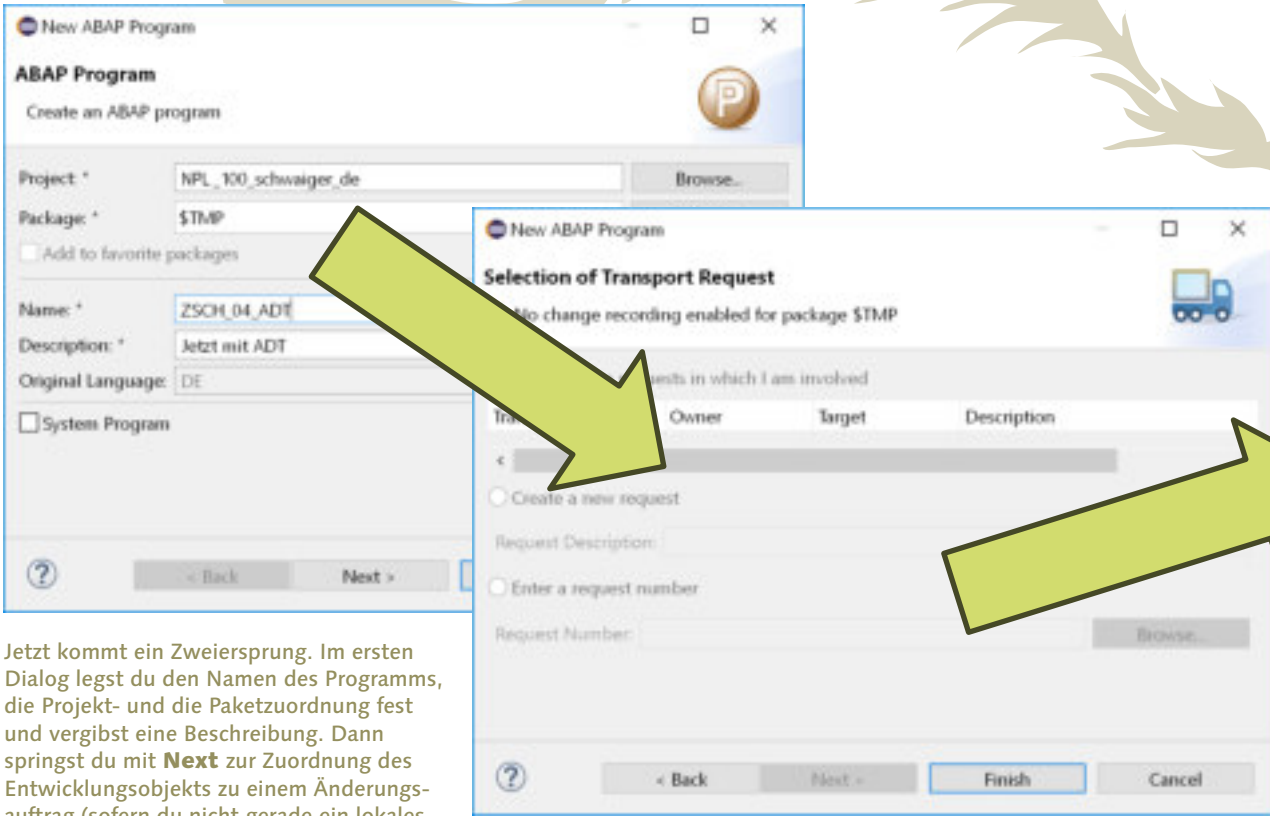 New ABAP Program
ABAP Program
Create an ABAP program
Project: * NPL_100_schwaiger_de Browse...
Package: * $TMP
Add to favorite packages
Name: * ZSCH_04_ADT
Description: * Jetzt mit ADT
Original Language: DE
System Program
< Back Next >
New ABAP Program
Selection of Transport Request
No change recording enabled for package $TMP
in which I am involved
Owner Target Description
Create a new request
Request Description:
Enter a request number
Request Number: Browse...
< Back Next > Finish Cancel
Jetzt kommt ein Zweiersprung. Im ersten
Dialog legst du den Namen des Programms,
die Projekt- und die Paketzuordnung fest
und vergibst eine Beschreibung. Dann
springst du mit Next zur Zuordnung des
Entwicklungsobjekts zu einem Änderungs-
auftrag (sofern du nicht gerade ein lokales